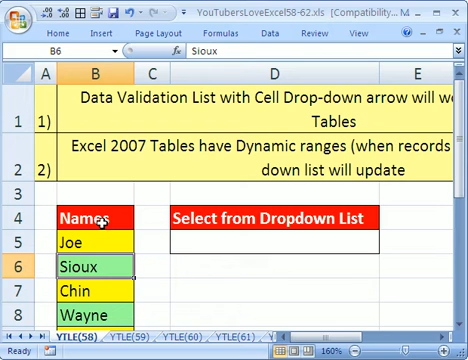 YouTubersLoveExcel58-62.xls [Compatibility...
Home Insert Page Layout Formulas Data Review View
B6 fx Sioux
A B C D E
1 1) Data Validation List with Cell Drop-down arrow will we
Tables
2 2) Excel 2007 Tables have Dynamic ranges (when records
down list will update
3
4 Names Select from Dropdown List
5 Joe
6 Sioux
7 Chin
8 Wayne
YTLE(58) YTLE(59) YTLE(60) YTLE(61)
Ready 160%